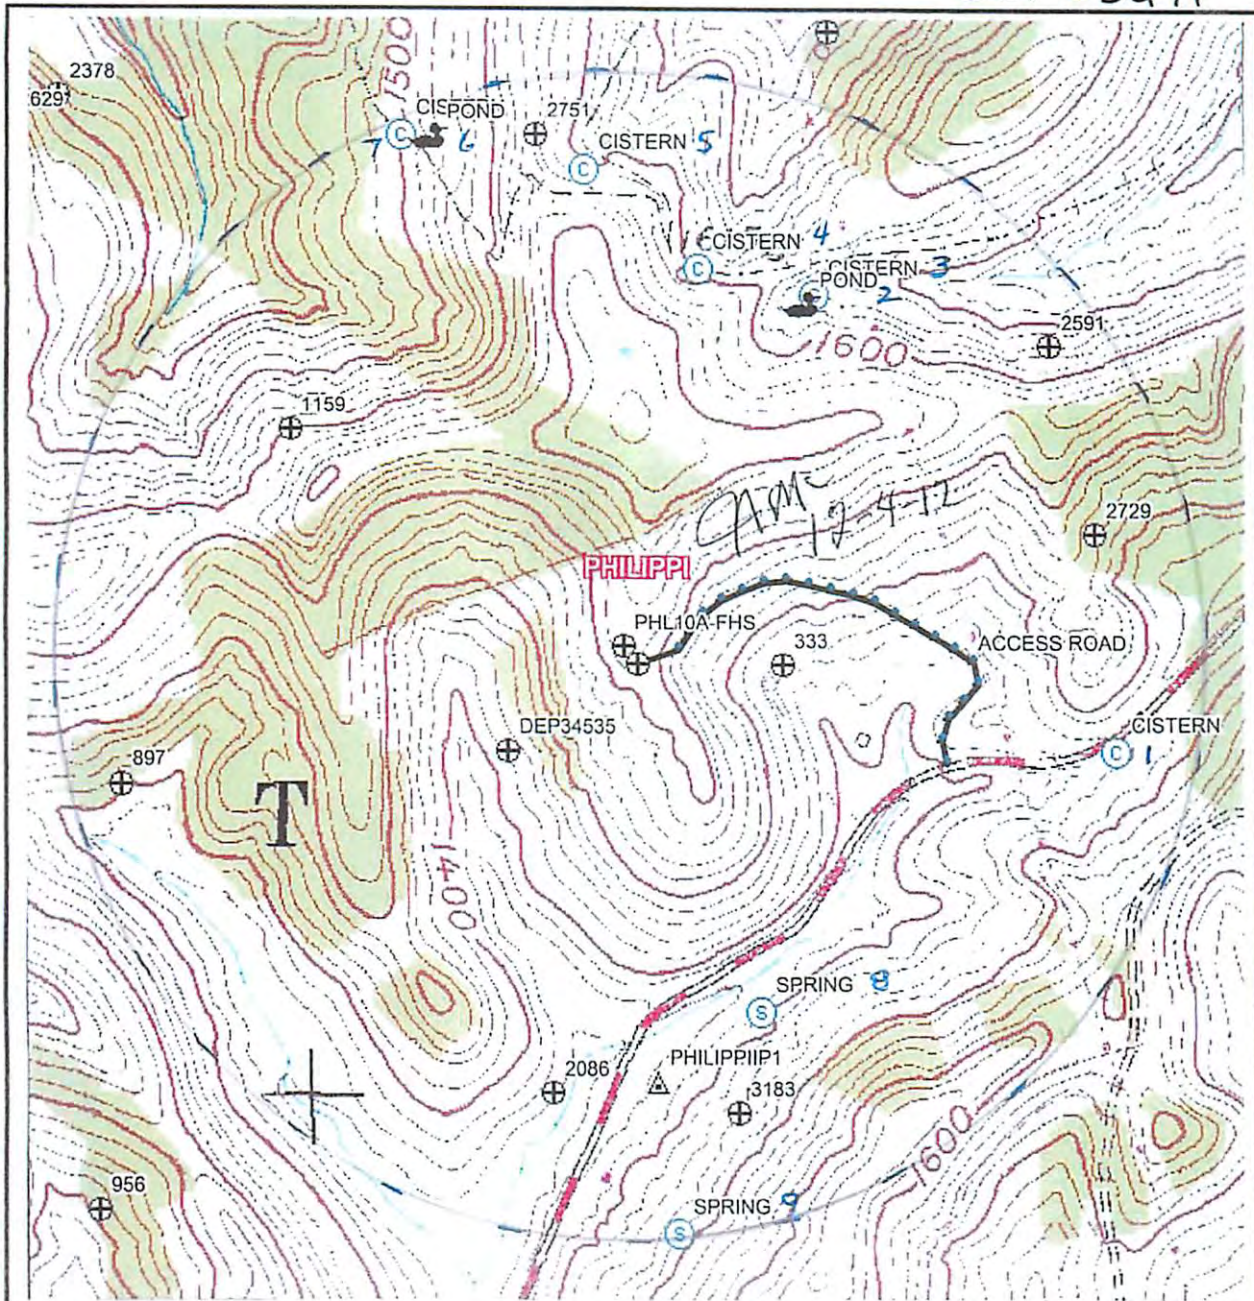 2378
629
1500
CISPOND
7
6
2751
CISTERN 5
CISTERN 4
CISTERN 3
POND 2
2591
1600
1159
12-4-12
2729
PHILIPPI
PHL10A-FHS
333
ACCESS ROAD
DEP34535
CISTERN
1
897
T
1400
SPRING 8
S
PHILIPPIIP1
2086
3183
1600
956
SPRING 9
S
C
C
C
C